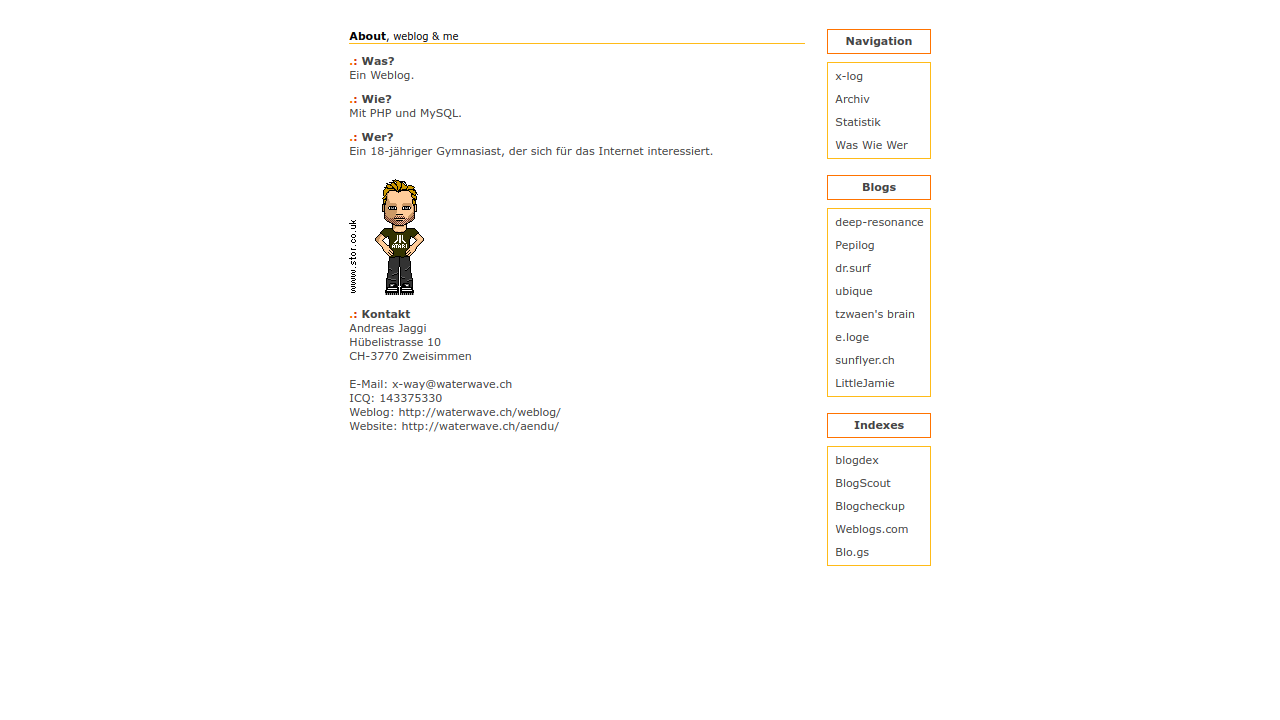 About, weblog & me
.: Was?
Ein Weblog.
.: Wie?
Mit PHP und MySQL.
.: Wer?
Ein 18-jähriger Gymnasiast, der sich für das Internet interessiert.
www.stor.co.uk
ATARI
.: Kontakt
Andreas Jaggi
Hübelistrasse 10
CH-3770 Zweisimmen
E-Mail: x-way@waterwave.ch
ICQ: 143375330
Weblog: http://waterwave.ch/weblog/
Website: http://waterwave.ch/aendu/
Navigation
x-log
Archiv
Statistik
Was Wie Wer
Blogs
deep-resonance
Pepilog
dr.surf
ubique
tzwaen's brain
e.loge
sunflyer.ch
LittleJamie
Indexes
blogdex
BlogScout
Blogcheckup
Weblogs.com
Blo.gs